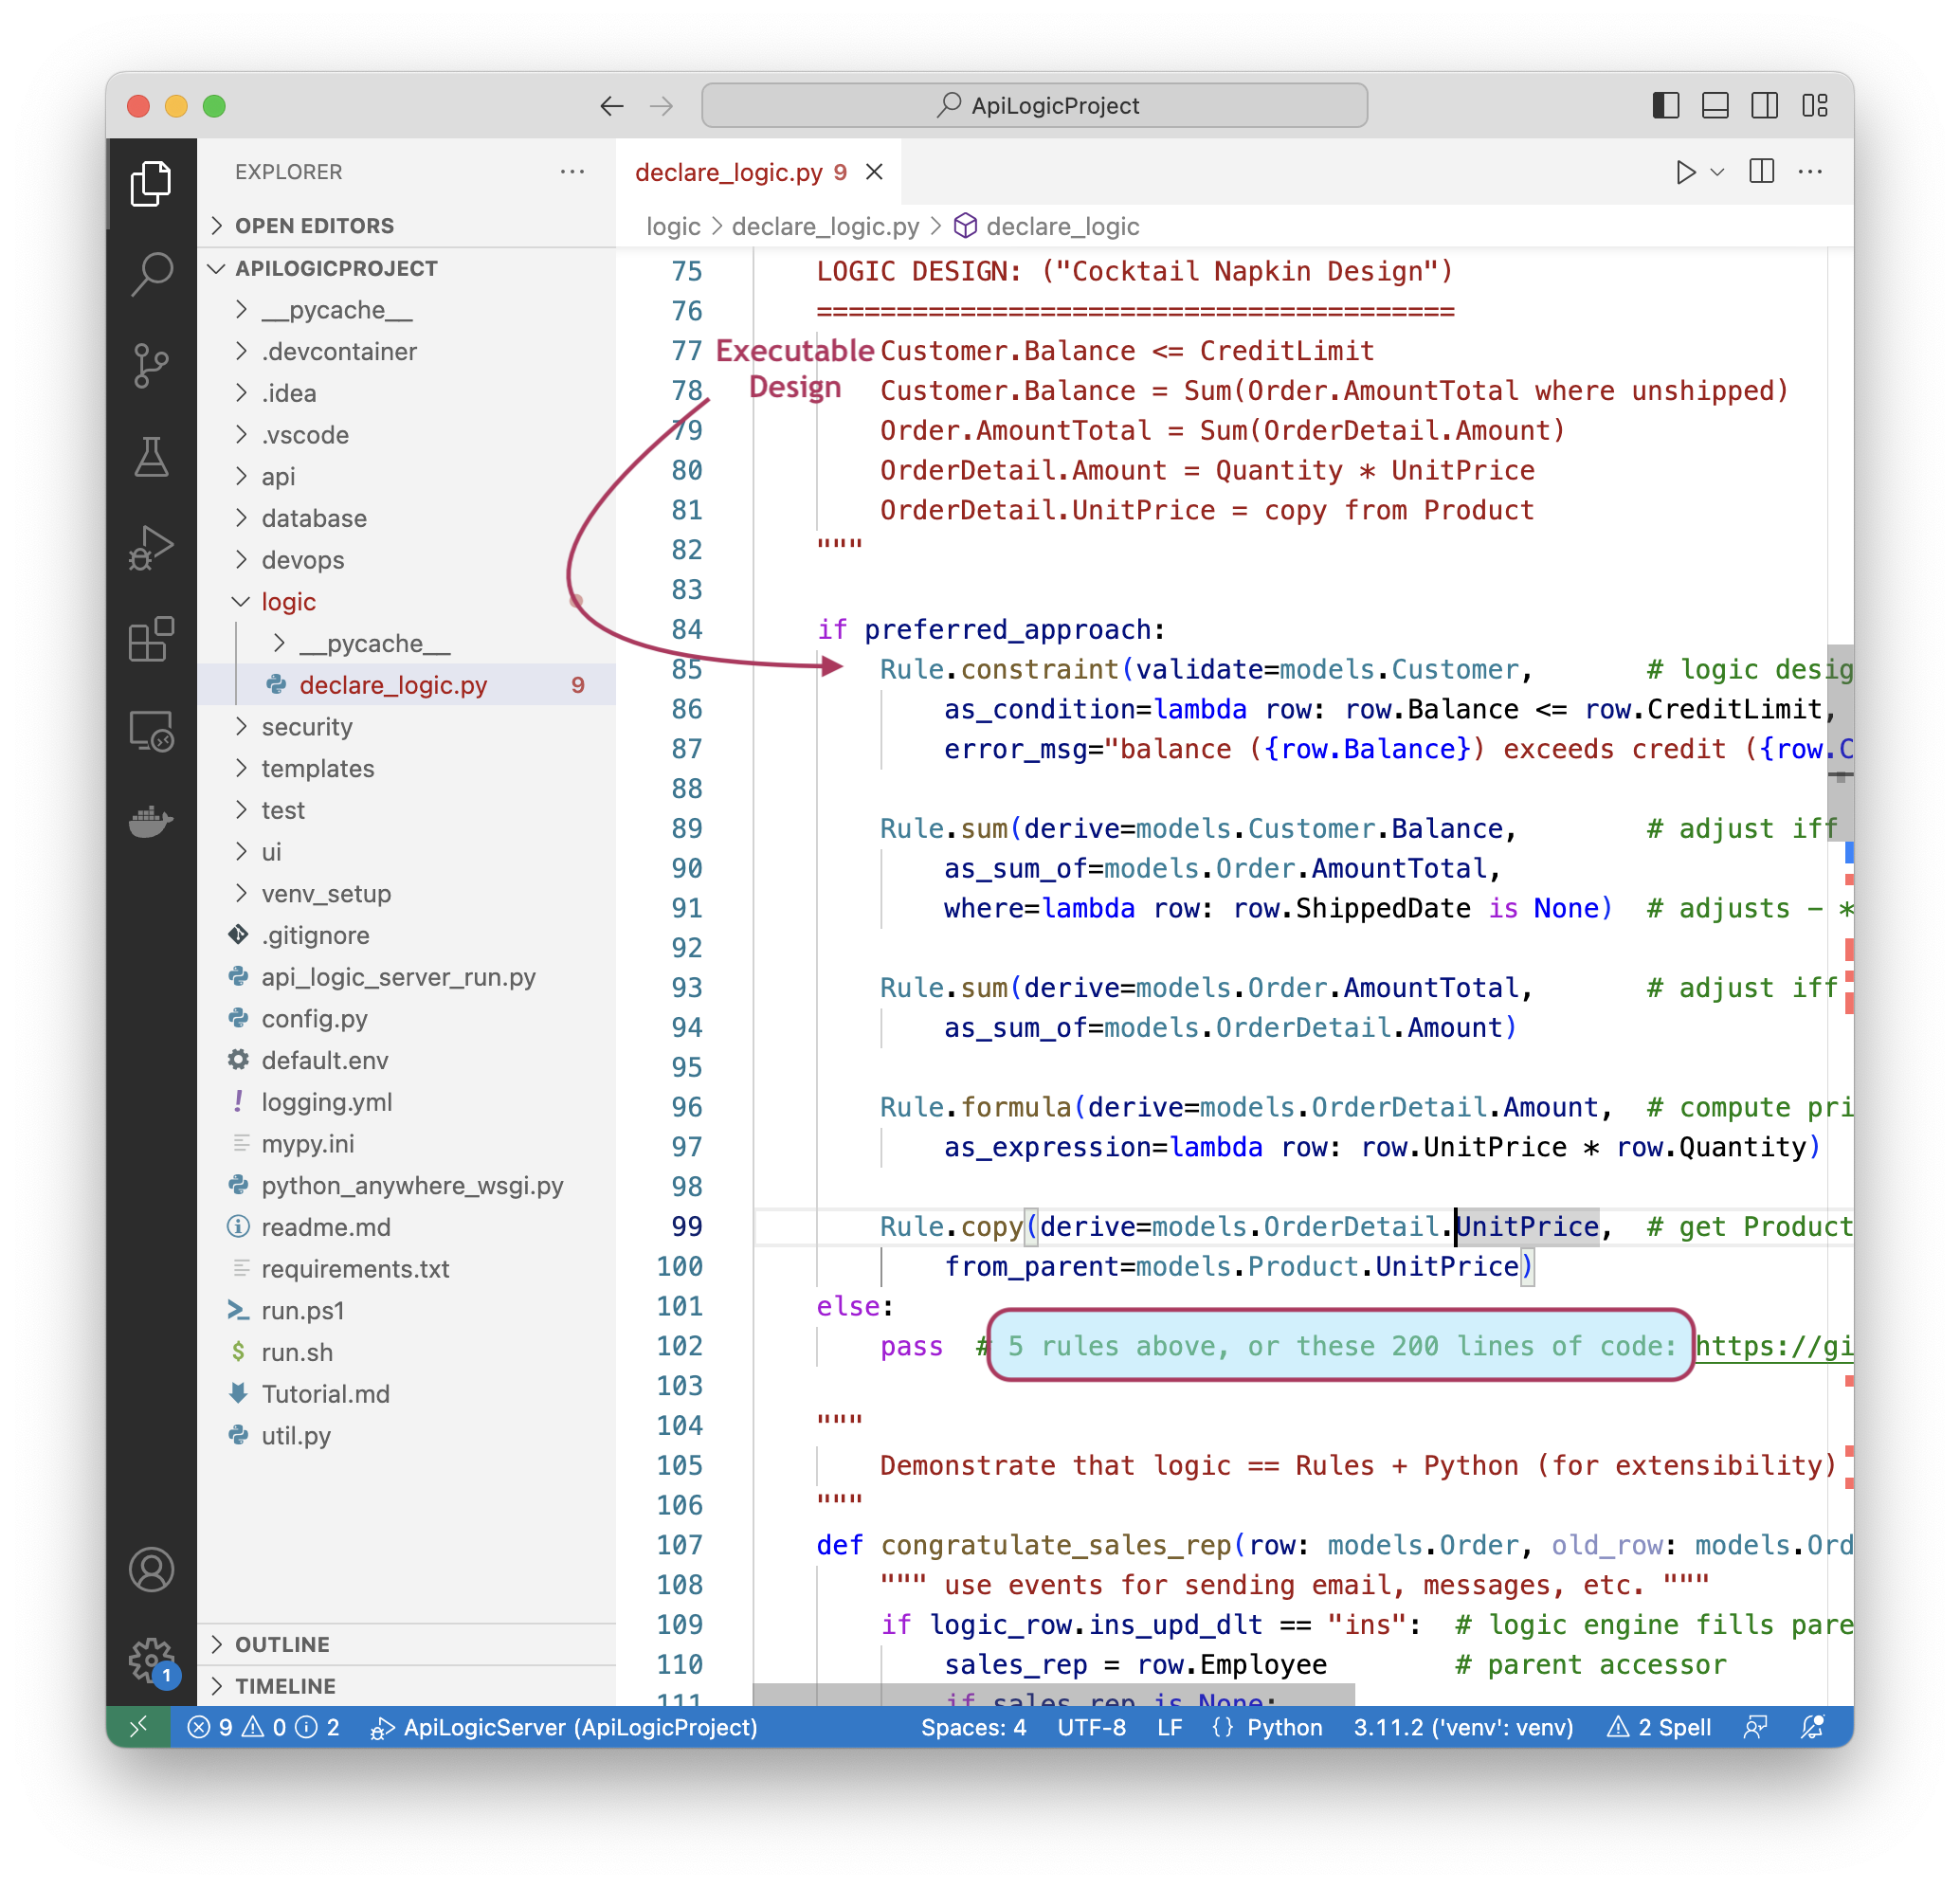 ApiLogicProject
EXPLORER
OPEN EDITORS
APILOGICPROJECT
__pycache__
.devcontainer
.idea
.vscode
api
database
devops
logic
__pycache__
declare_logic.py 9
security
templates
test
ui
venv_setup
.gitignore
api_logic_server_run.py
config.py
default.env
logging.yml
mypy.ini
python_anywhere_wsgi.py
readme.md
requirements.txt
run.ps1
run.sh
Tutorial.md
util.py
OUTLINE
TIMELINE
declare_logic.py 9
logic > declare_logic.py > declare_logic
Executable
Design
75 LOGIC DESIGN: ("Cocktail Napkin Design")
76 ========================================
77 Customer.Balance <= CreditLimit
78 Customer.Balance = Sum(Order.AmountTotal where unshipped)
79 Order.AmountTotal = Sum(OrderDetail.Amount)
80 OrderDetail.Amount = Quantity * UnitPrice
81 OrderDetail.UnitPrice = copy from Product
82 """
83
84 if preferred_approach:
85 Rule.constraint(validate=models.Customer, # logic desig
86 as_condition=lambda row: row.Balance <= row.CreditLimit,
87 error_msg="balance ({row.Balance}) exceeds credit ({row.C
88
89 Rule.sum(derive=models.Customer.Balance, # adjust iff
90 as_sum_of=models.Order.AmountTotal,
91 where=lambda row: row.ShippedDate is None) # adjusts - *
92
93 Rule.sum(derive=models.Order.AmountTotal, # adjust iff
94 as_sum_of=models.OrderDetail.Amount)
95
96 Rule.formula(derive=models.OrderDetail.Amount, # compute pri
97 as_expression=lambda row: row.UnitPrice * row.Quantity)
98
99 Rule.copy(derive=models.OrderDetail.UnitPrice, # get Product
100 from_parent=models.Product.UnitPrice)
101 else:
102 pass # 5 rules above, or these 200 lines of code: https://gi
103
104 """
105 Demonstrate that logic == Rules + Python (for extensibility)
106 """
107 def congratulate_sales_rep(row: models.Order, old_row: models.Ord
108 """ use events for sending email, messages, etc. """
109 if logic_row.ins_upd_dlt == "ins": # logic engine fills pare
110 sales_rep = row.Employee # parent accessor
111 if sales_rep is None:
1
9 0 2 ApiLogicServer (ApiLogicProject) Spaces: 4 UTF-8 LF {} Python 3.11.2 ('venv': venv) 2 Spell